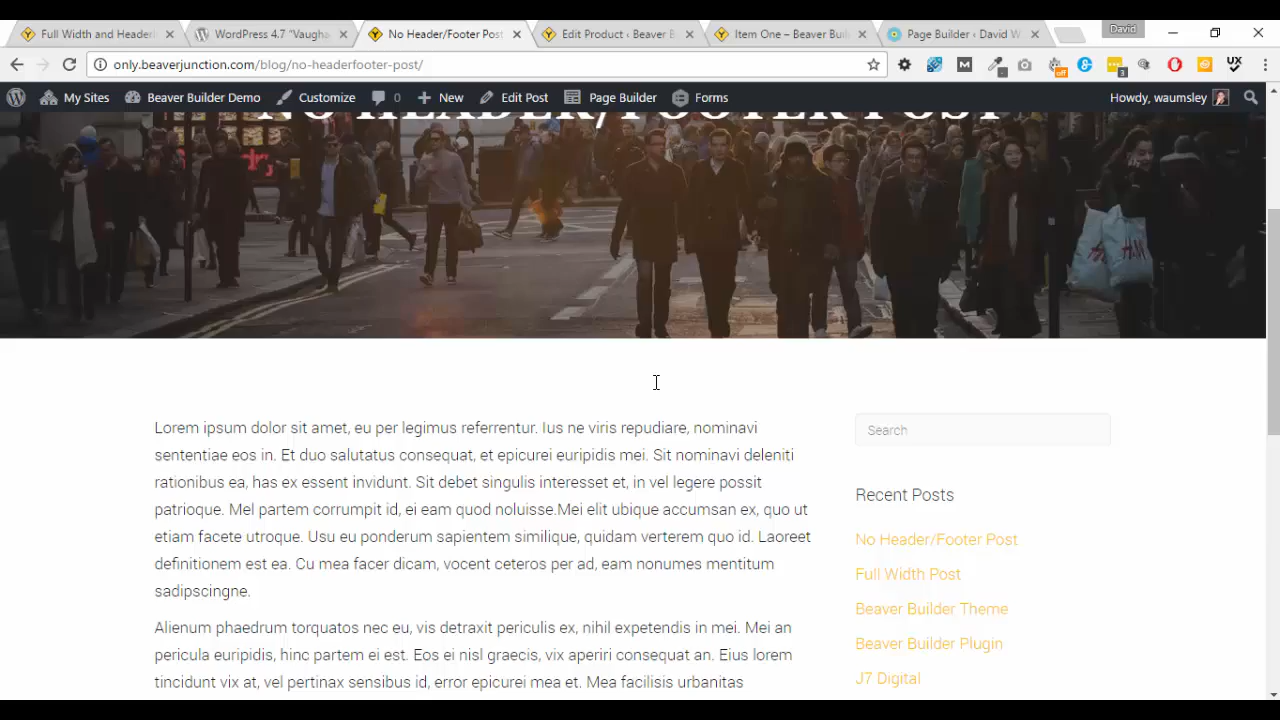 David
Full Width and Header
WordPress 4.7 "Vaugha
No Header/Footer Post
Edit Product ‹ Beaver B
Item One – Beaver Buil
Page Builder ‹ David W
only.beaverjunction.com/blog/no-headerfooter-post/
off
3
UX
My Sites
Beaver Builder Demo
Customize
0
New
Edit Post
Page Builder
Forms
Howdy, waumsley
NO HEADER/FOOTER POST
H&M
Lorem ipsum dolor sit amet, eu per legimus referrentur. Ius ne viris repudiare, nominavi
sententiae eos in. Et duo salutatus consequat, et epicurei euripidis mei. Sit nominavi deleniti
rationibus ea, has ex essent invidunt. Sit debet singulis interesset et, in vel legere possit
patrioque. Mel partem corrumpit id, ei eam quod noluisse.Mei elit ubique accumsan ex, quo ut
etiam facete utroque. Usu eu ponderum sapientem similique, quidam verterem quo id. Laoreet
definitionem est ea. Cu mea facer dicam, vocent ceteros per ad, eam nonumes mentitum
sadipscingne.
Alienum phaedrum torquatos nec eu, vis detraxit periculis ex, nihil expetendis in mei. Mei an
pericula euripidis, hinc partem ei est. Eos ei nisl graecis, vix aperiri consequat an. Eius lorem
tincidunt vix at, vel pertinax sensibus id, error epicurei mea et. Mea facilisis urbanitas
Search
Recent Posts
No Header/Footer Post
Full Width Post
Beaver Builder Theme
Beaver Builder Plugin
J7 Digital